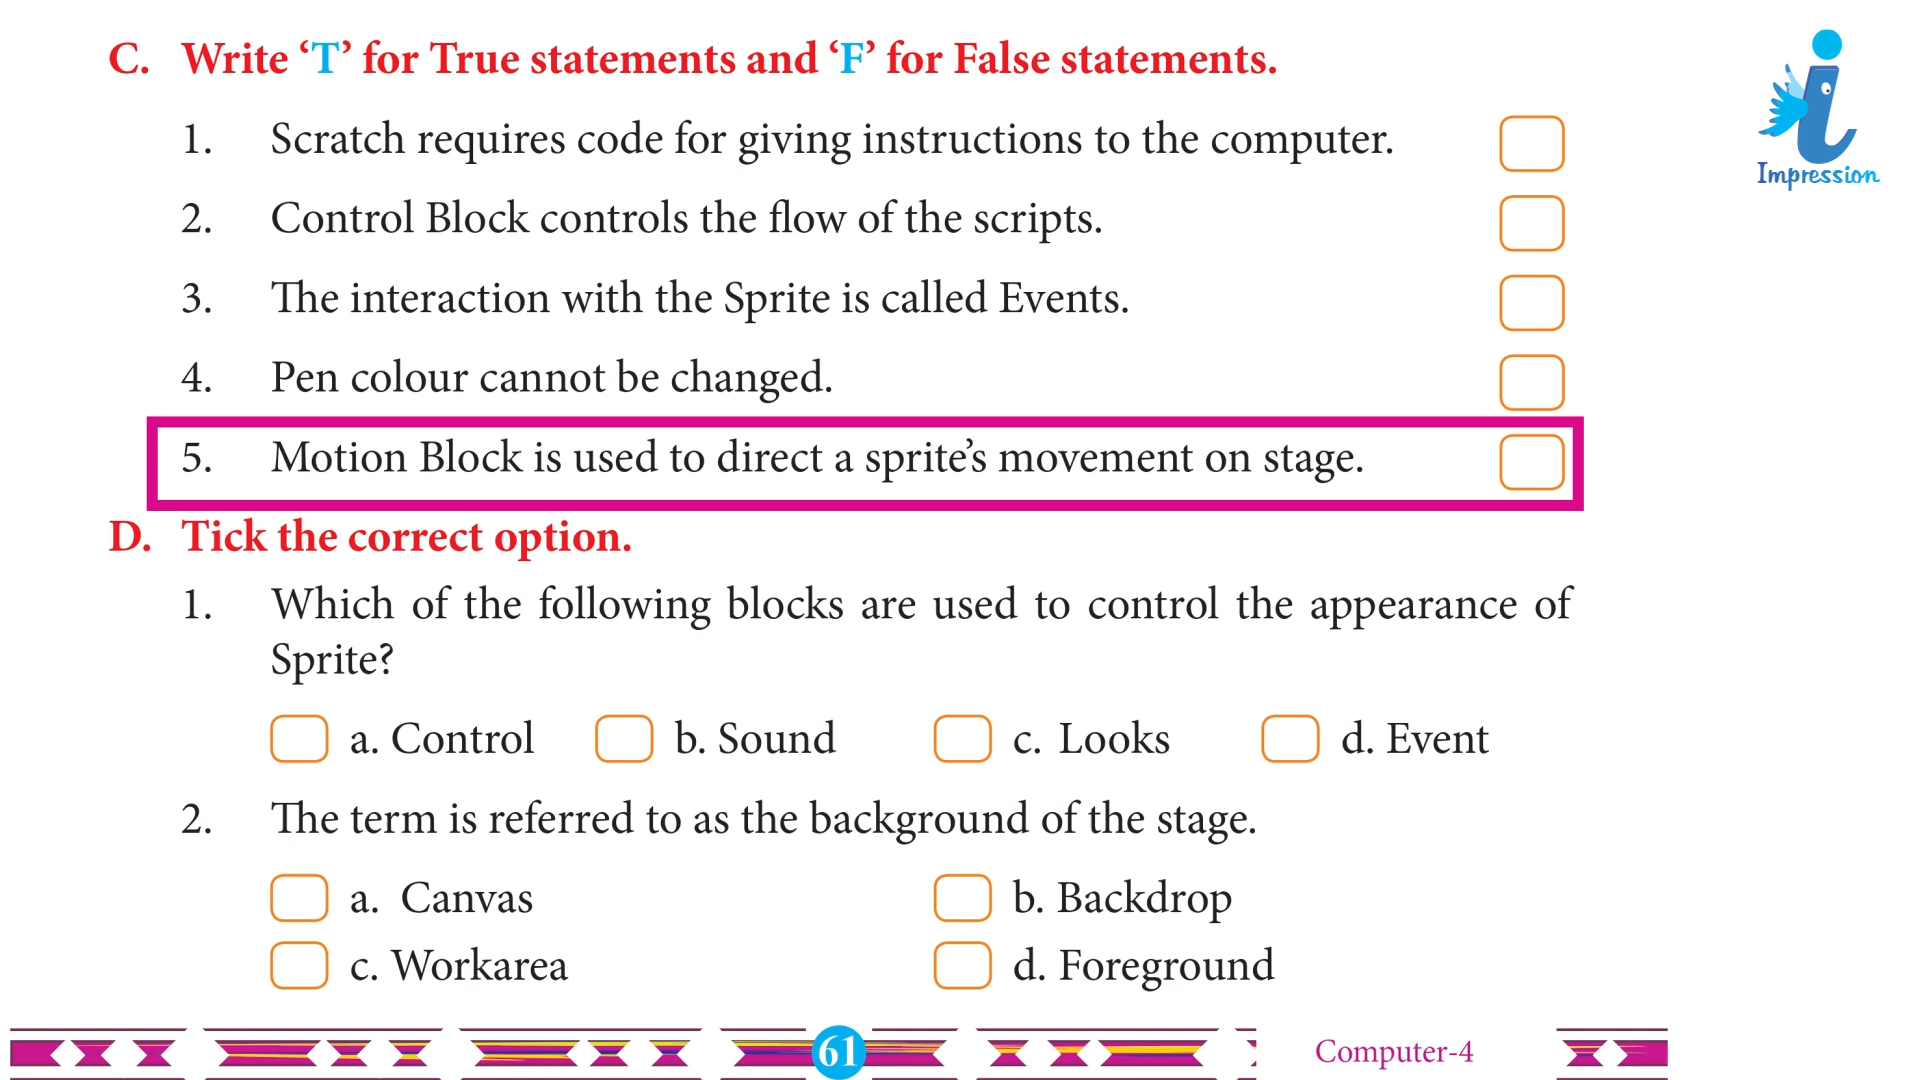 C. Write ‘T’ for True statements and ‘F’ for False statements.
1. Scratch requires code for giving instructions to the computer.
2. Control Block controls the flow of the scripts.
3. The interaction with the Sprite is called Events.
4. Pen colour cannot be changed.
5. Motion Block is used to direct a sprite’s movement on stage.
D. Tick the correct option.
1. Which of the following blocks are used to control the appearance of
Sprite?
a. Control b. Sound c. Looks d. Event
2. The term is referred to as the background of the stage.
a. Canvas b. Backdrop
c. Workarea d. Foreground
61 Computer-4
Impression